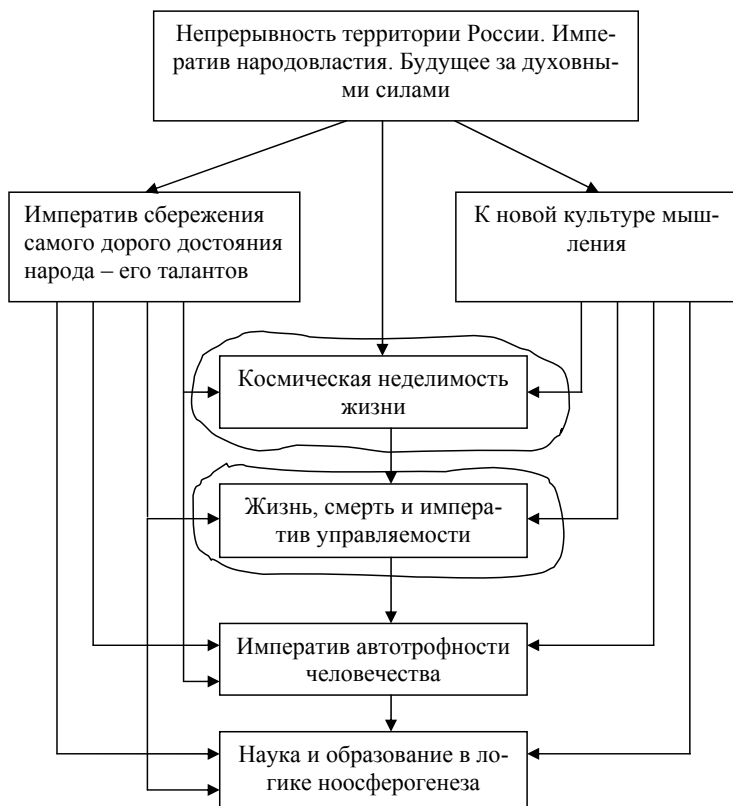 Непрерывность территории России. Импе-
ратив народовластия. Будущее за духовны-
ми силами
Императив сбережения
самого дорого достояния
народа – его талантов
К новой культуре мыш-
ления
Космическая неделимость
жизни
Жизнь, смерть и импера-
тив управляемости
Императив автотрофности
человечества
Наука и образование в ло-
гике ноосферогенеза